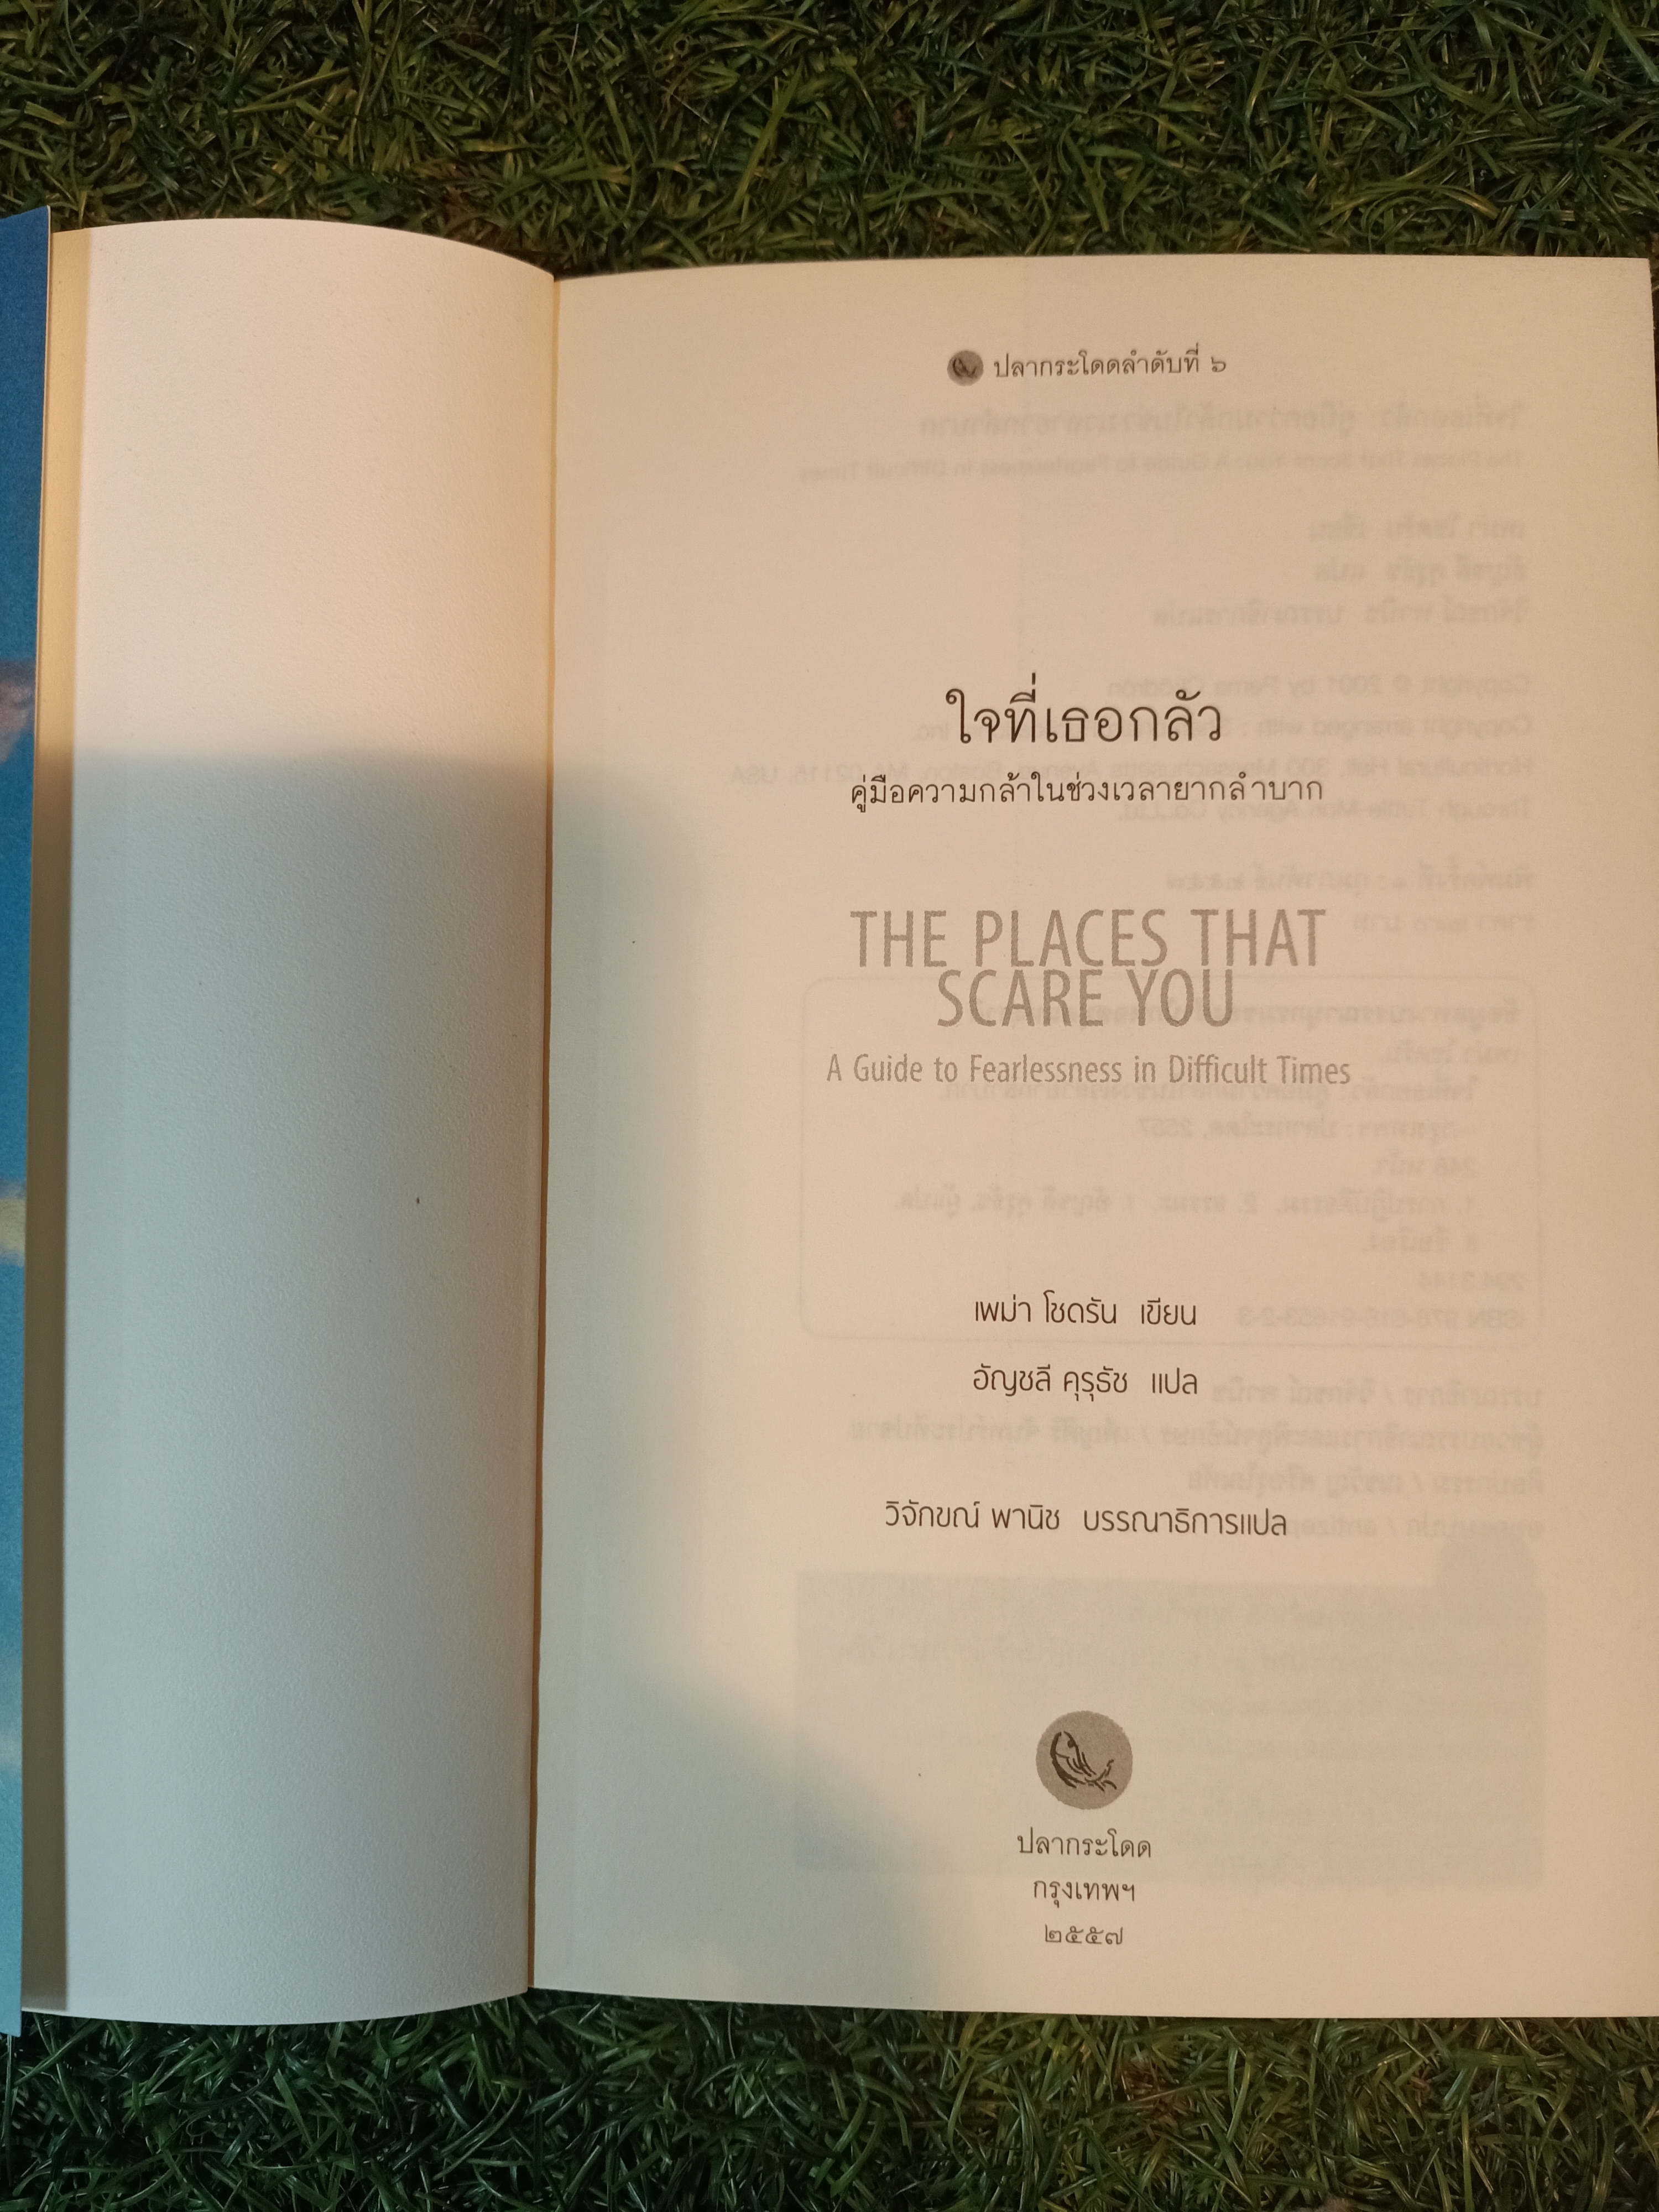 ปลากระโดดลำดับที่ ๖
ใจที่เธอกลัว
คู่มือความกล้าในช่วงเวลายากลำบาก
THE PLACES THAT
SCARE YOU
A Guide to Fearlessness in Difficult Times
เพม่า โชดรัน เขียน
อัญชลี คุรุธัช แปล
วิจักขณ์ พานิช บรรณาธิการแปล
ปลากระโดด
กรุงเทพฯ
๒๕๕๗